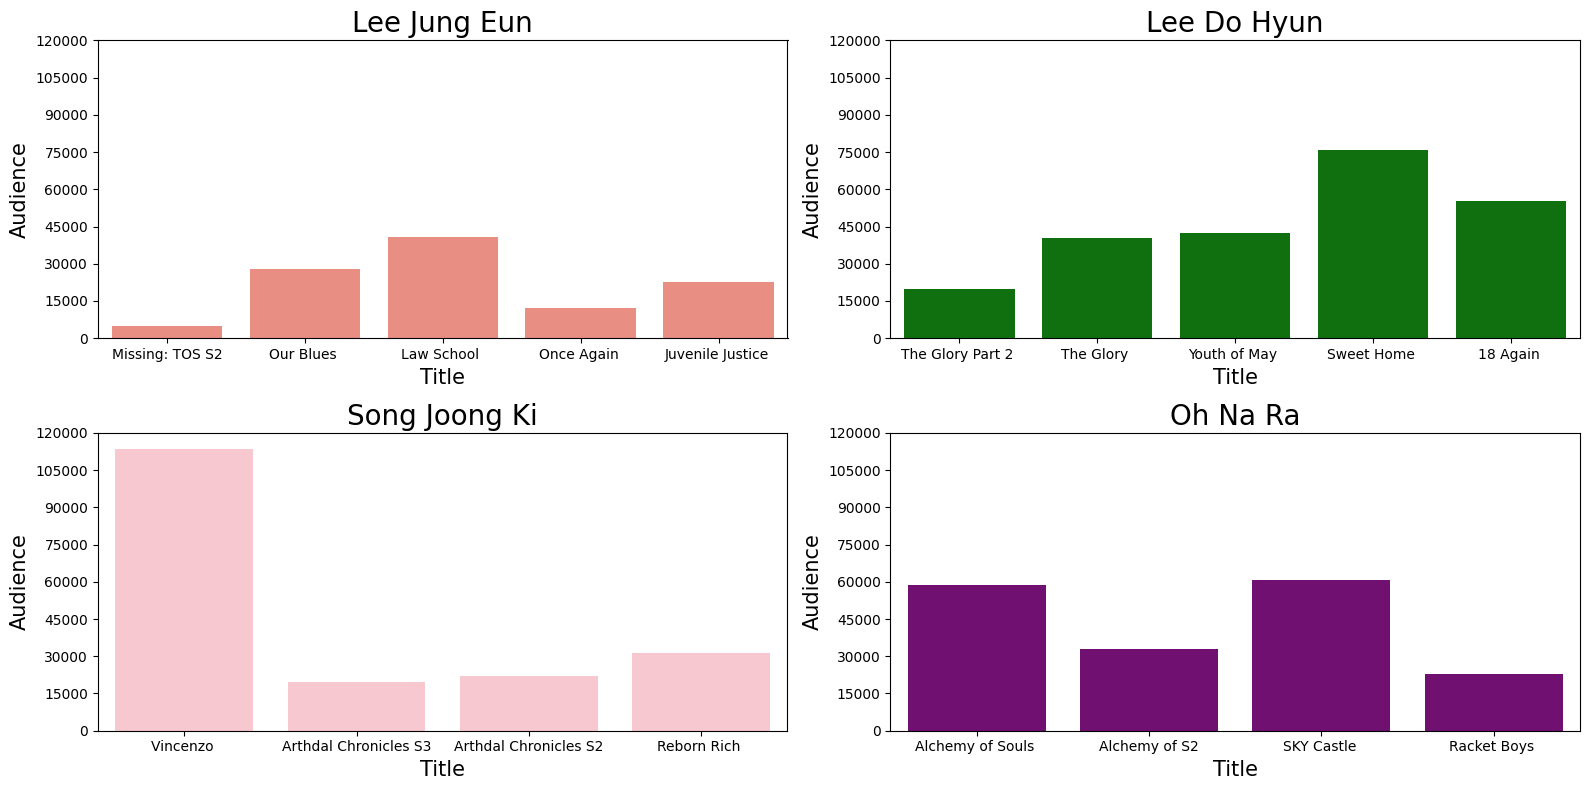 Lee Jung Eun
120000
105000
90000
75000
60000
45000
30000
15000
0
Audience
Missing: TOS S2 Our Blues Law School Once Again Juvenile Justice
Title
Lee Do Hyun
120000
105000
90000
75000
60000
45000
30000
15000
0
Audience
The Glory Part 2 The Glory Youth of May Sweet Home 18 Again
Title
Song Joong Ki
120000
105000
90000
75000
60000
45000
30000
15000
0
Audience
Vincenzo Arthdal Chronicles S3 Arthdal Chronicles S2 Reborn Rich
Title
Oh Na Ra
120000
105000
90000
75000
60000
45000
30000
15000
0
Audience
Alchemy of Souls Alchemy of S2 SKY Castle Racket Boys
Title